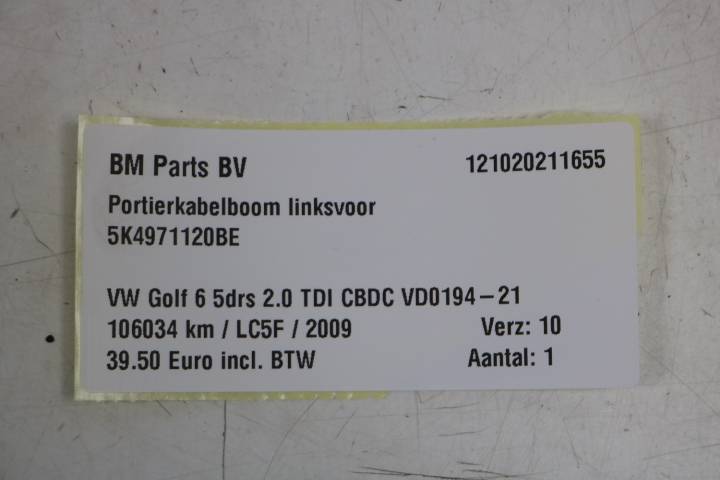 BM Parts BV 121020211655
Portierkabelboom linksvoor
5K4971120BE
VW Golf 6 5drs 2.0 TDI CBDC VD0194-21
106034 km / LC5F / 2009 Verz: 10
39.50 Euro incl. BTW Aantal: 1